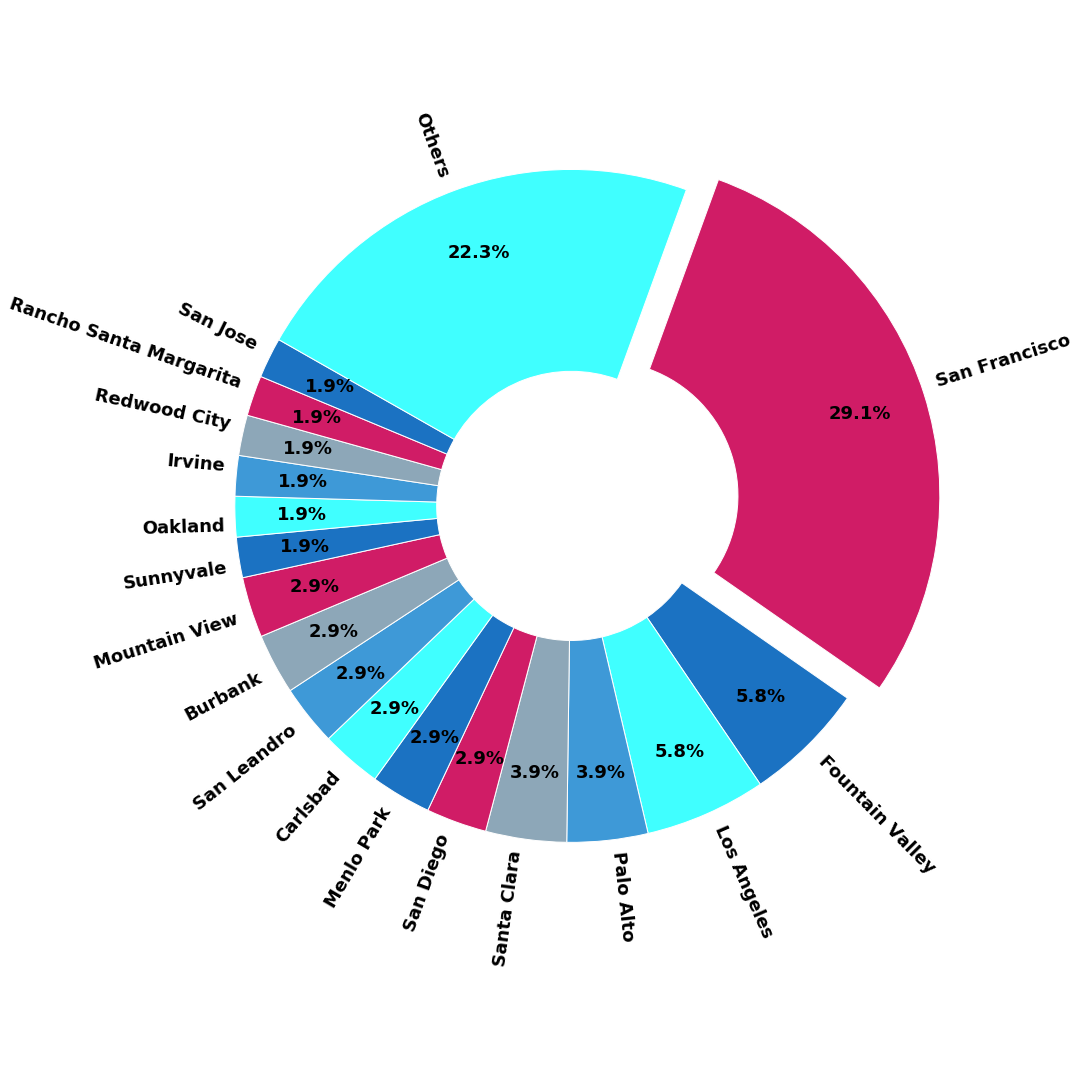 Others
22.3%
San Francisco
29.1%
San Jose
1.9%
Rancho Santa Margarita
1.9%
Redwood City
1.9%
Irvine
1.9%
Oakland
1.9%
Sunnyvale
1.9%
Mountain View
2.9%
Burbank
2.9%
San Leandro
2.9%
Carlsbad
2.9%
Menlo Park
2.9%
San Diego
2.9%
Santa Clara
3.9%
Palo Alto
3.9%
Los Angeles
5.8%
Fountain Valley
5.8%